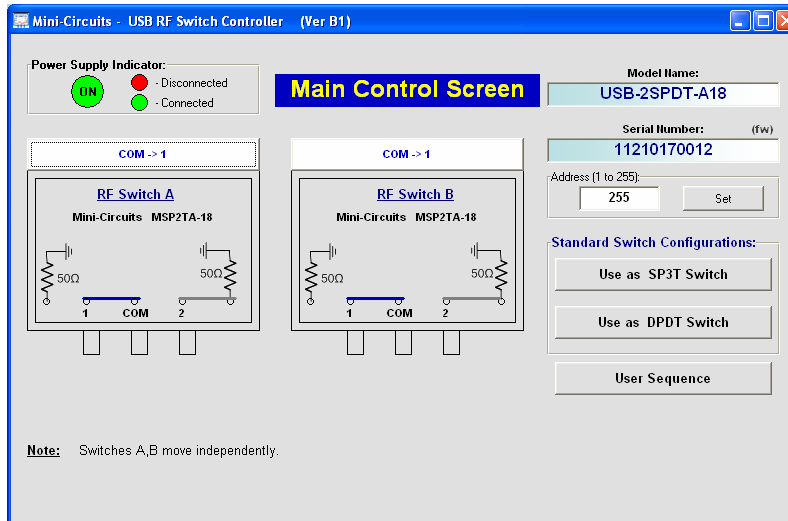 Mini-Circuits - USB RF Switch Controller (Ver B1)
Power Supply Indicator:
ON
- Disconnected
- Connected
Main Control Screen
Model Name:
USB-2SPDT-A18
Serial Number: (fw)
11210170012
Address (1 to 255):
255
Set
COM -> 1
RF Switch A
Mini-Circuits MSP2TA-18
50Ω
50Ω
1 COM 2
COM -> 1
RF Switch B
Mini-Circuits MSP2TA-18
50Ω
50Ω
1 COM 2
Standard Switch Configurations:
Use as SP3T Switch
Use as DPDT Switch
User Sequence
Note: Switches A,B move independently.